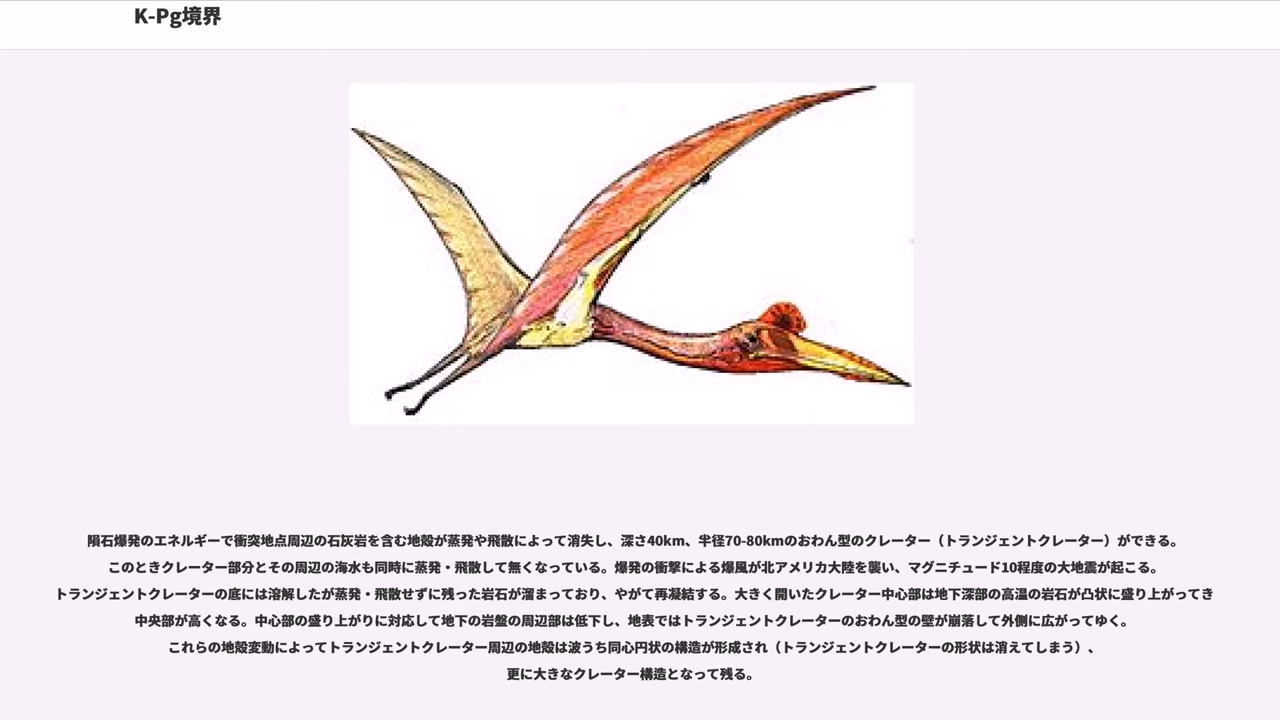 K-Pg境界
隕石爆発のエネルギーで衝突地点周辺の石灰岩を含む地殻が蒸発や飛散によって消失し、深さ40km、半径70-80kmのおわん型のクレーター（トランジェントクレーター）ができる。
このときクレーター部分とその周辺の海水も同時に蒸発・飛散して無くなっている。爆発の衝撃による爆風が北アメリカ大陸を襲い、マグニチュード10程度の大地震が起こる。
トランジェントクレーターの底には溶解したが蒸発・飛散せずに残った岩石が溜まっており、やがて再凝結する。大きく開いたクレーター中心部は地下深部の高温の岩石が凸状に盛り上がってき
中央部が高くなる。中心部の盛り上がりに対応して地下の岩盤の周辺部は低下し、地表ではトランジェントクレーターのおわん型の壁が崩落して外側に広がってゆく。
これらの地殻変動によってトランジェントクレーター周辺の地殻は波うち同心円状の構造が形成され（トランジェントクレーターの形状は消えてしまう）、
更に大きなクレーター構造となって残る。